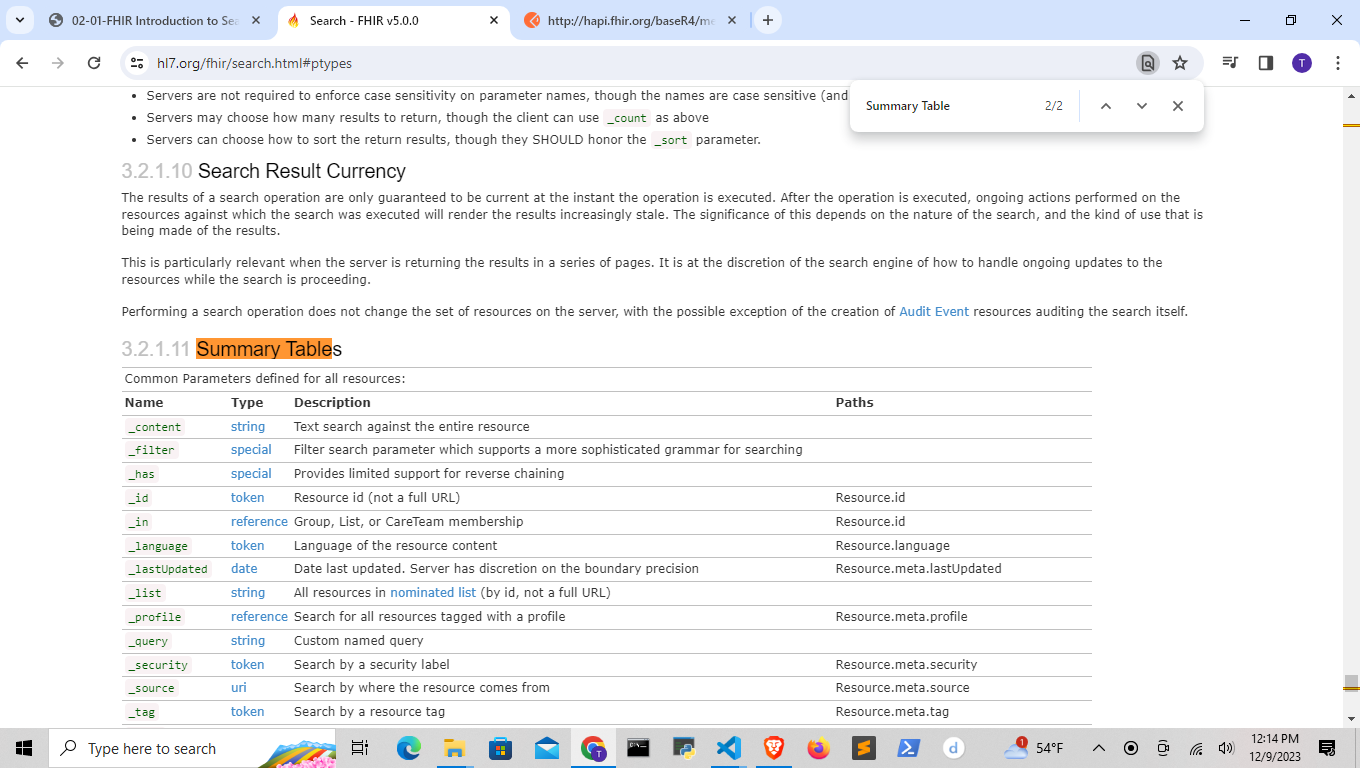 02-01-FHIR Introduction to Sea
Search - FHIR v5.0.0
http://hapi.fhir.org/baseR4/me
hl7.org/fhir/search.html#ptypes
T
Summary Table 2/2
Servers are not required to enforce case sensitivity on parameter names, though the names are case sensitive (and
Servers may choose how many results to return, though the client can use _count as above
Servers can choose how to sort the return results, though they SHOULD honor the _sort parameter.
3.2.1.10 Search Result Currency
The results of a search operation are only guaranteed to be current at the instant the operation is executed. After the operation is executed, ongoing actions performed on the
resources against which the search was executed will render the results increasingly stale. The significance of this depends on the nature of the search, and the kind of use that is
being made of the results.
This is particularly relevant when the server is returning the results in a series of pages. It is at the discretion of the search engine of how to handle ongoing updates to the
resources while the search is proceeding.
Performing a search operation does not change the set of resources on the server, with the possible exception of the creation of Audit Event resources auditing the search itself.
3.2.1.11 Summary Tables
Common Parameters defined for all resources:
Name Type Description Paths
_content string Text search against the entire resource
_filter special Filter search parameter which supports a more sophisticated grammar for searching
_has special Provides limited support for reverse chaining
_id token Resource id (not a full URL) Resource.id
_in reference Group, List, or CareTeam membership Resource.id
_language token Language of the resource content Resource.language
_lastUpdated date Date last updated. Server has discretion on the boundary precision Resource.meta.lastUpdated
_list string All resources in nominated list (by id, not a full URL)
_profile reference Search for all resources tagged with a profile Resource.meta.profile
_query string Custom named query
_security token Search by a security label Resource.meta.security
_source uri Search by where the resource comes from Resource.meta.source
_tag token Search by a resource tag Resource.meta.tag
Type here to search
T
d
1
54°F
12:14 PM
12/9/2023